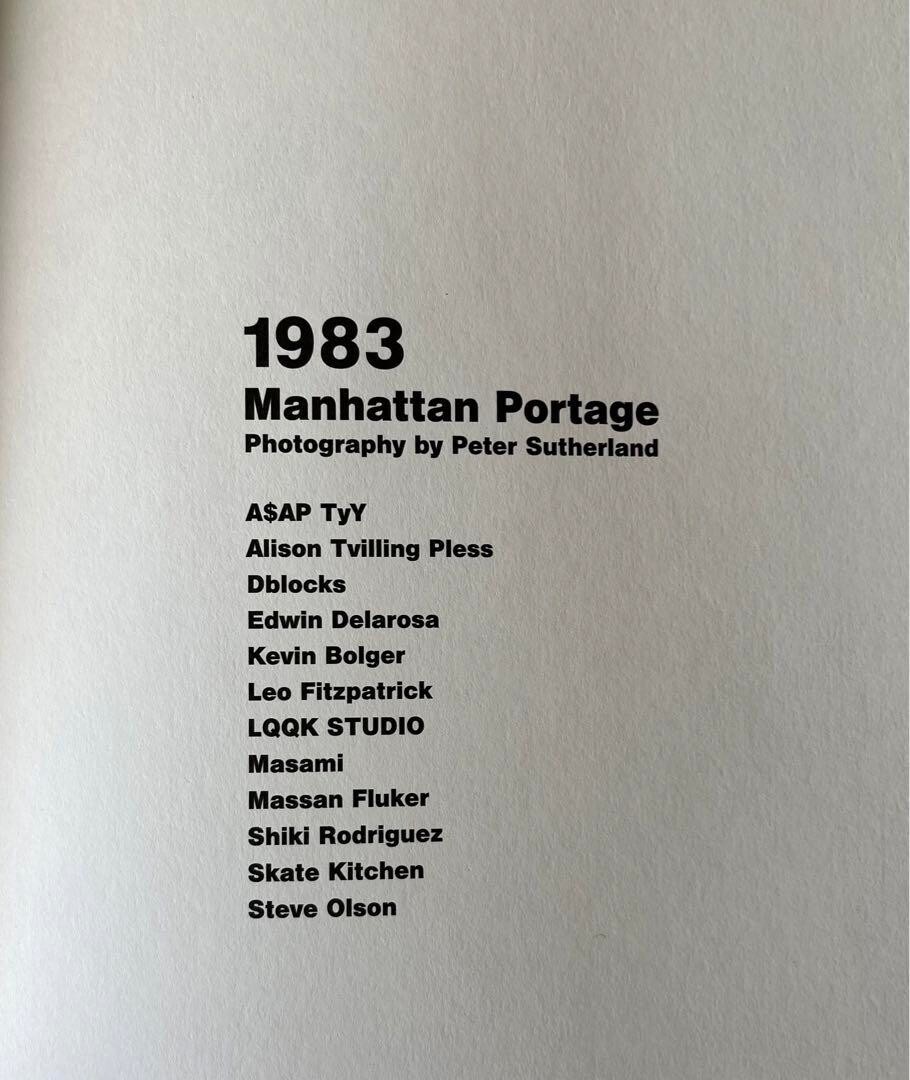 1983
Manhattan Portage
Photography by Peter Sutherland
A$AP TyY
Alison Tvilling Pless
Dblocks
Edwin Delarosa
Kevin Bolger
Leo Fitzpatrick
LQQK STUDIO
Masami
Massan Fluker
Shiki Rodriguez
Skate Kitchen
Steve Olson